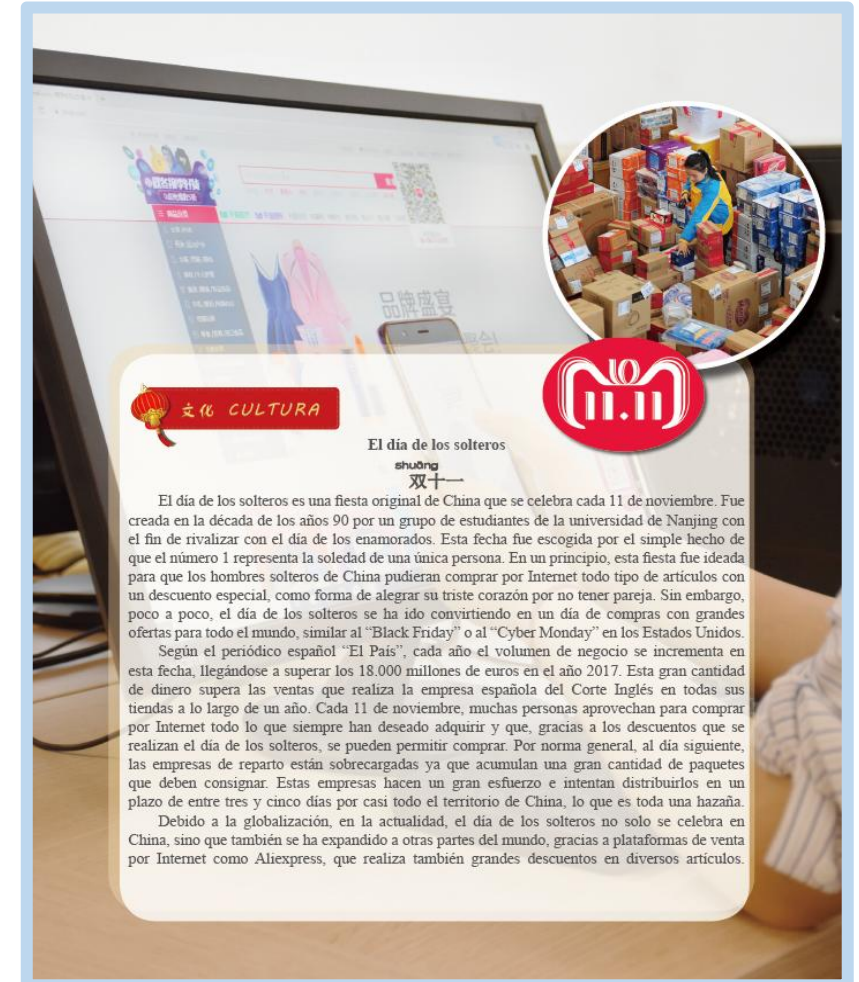 品牌盛宴
10
11.11
文化 CULTURA
El día de los solteros
shuāng
双十一
El día de los solteros es una fiesta original de China que se celebra cada 11 de noviembre. Fue
creada en la década de los años 90 por un grupo de estudiantes de la universidad de Nanjing con
el fin de rivalizar con el día de los enamorados. Esta fecha fue escogida por el simple hecho de
que el número 1 representa la soledad de una única persona. En un principio, esta fiesta fue ideada
para que los hombres solteros de China pudieran comprar por Internet todo tipo de artículos con
un descuento especial, como forma de alegrar su triste corazón por no tener pareja. Sin embargo,
poco a poco, el día de los solteros se ha ido convirtiendo en un día de compras con grandes
ofertas para todo el mundo, similar al “Black Friday” o al “Cyber Monday” en los Estados Unidos.
Según el periódico español “El País”, cada año el volumen de negocio se incrementa en
esta fecha, llegándose a superar los 18.000 millones de euros en el año 2017. Esta gran cantidad
de dinero supera las ventas que realiza la empresa española del Corte Inglés en todas sus
tiendas a lo largo de un año. Cada 11 de noviembre, muchas personas aprovechan para comprar
por Internet todo lo que siempre han deseado adquirir y que, gracias a los descuentos que se
realizan el día de los solteros, se pueden permitir comprar. Por norma general, al día siguiente,
las empresas de reparto están sobrecargadas ya que acumulan una gran cantidad de paquetes
que deben consignar. Estas empresas hacen un gran esfuerzo e intentan distribuirlos en un
plazo de entre tres y cinco días por casi todo el territorio de China, lo que es toda una hazaña.
Debido a la globalización, en la actualidad, el día de los solteros no solo se celebra en
China, sino que también se ha expandido a otras partes del mundo, gracias a plataformas de venta
por Internet como Aliexpress, que realiza también grandes descuentos en diversos artículos.